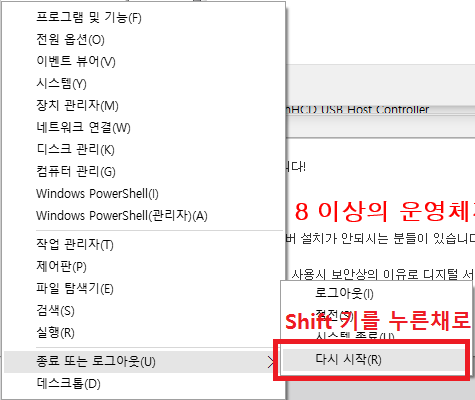 프로그램 및 기능(F)
전원 옵션(O)
이벤트 뷰어(V)
시스템(Y)
장치 관리자(M)
네트워크 연결(W)
디스크 관리(K)
컴퓨터 관리(G)
Windows PowerShell(I)
Windows PowerShell(관리자)(A)
작업 관리자(T)
제어판(P)
파일 탐색기(E)
검색(S)
실행(R)
종료 또는 로그아웃(U)
데스크톱(D)
HCD USB Host Controller
니다!
8 이상의 운영체
버 설치가 안되시는 분들이 있습니다
사용시 보안상의 이유로 디지털 서
로그아웃(I)
절전(S)
Shift 키를 누른채로
시스템 종료(U)
다시 시작(R)